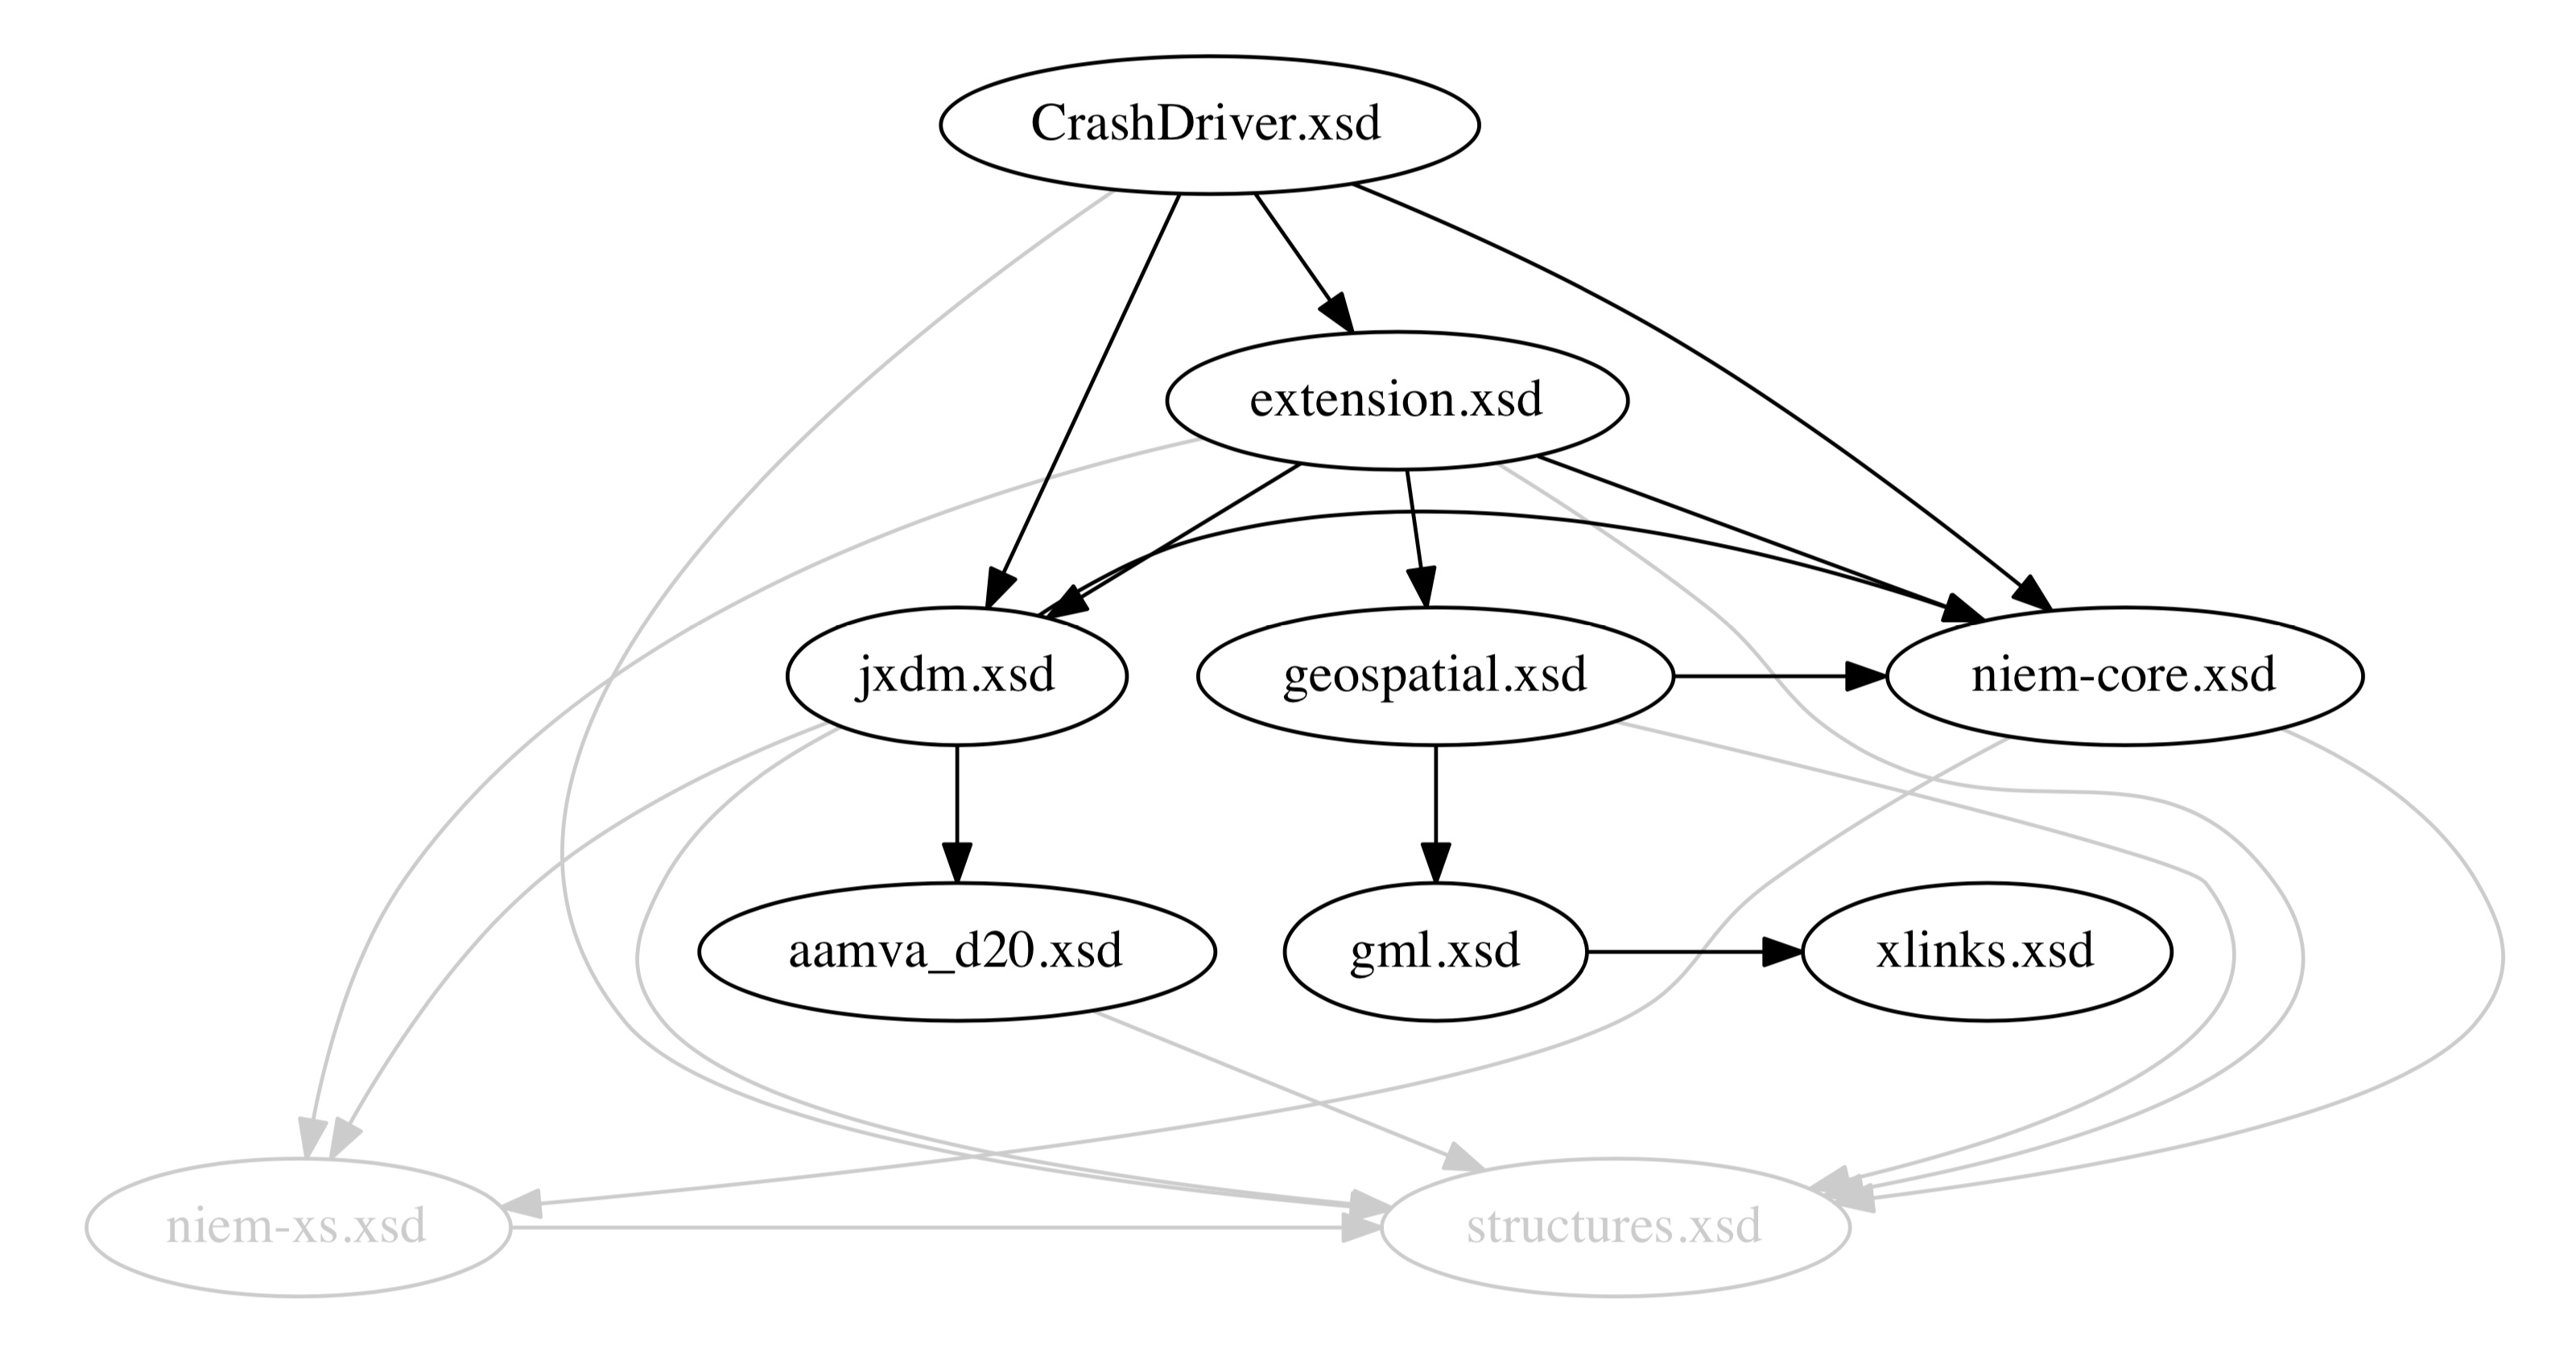 CrashDriver.xsd
extension.xsd
jxdm.xsd
geospatial.xsd
niem-core.xsd
aamva_d20.xsd
gml.xsd
xlinks.xsd
niem-xs.xsd
structures.xsd